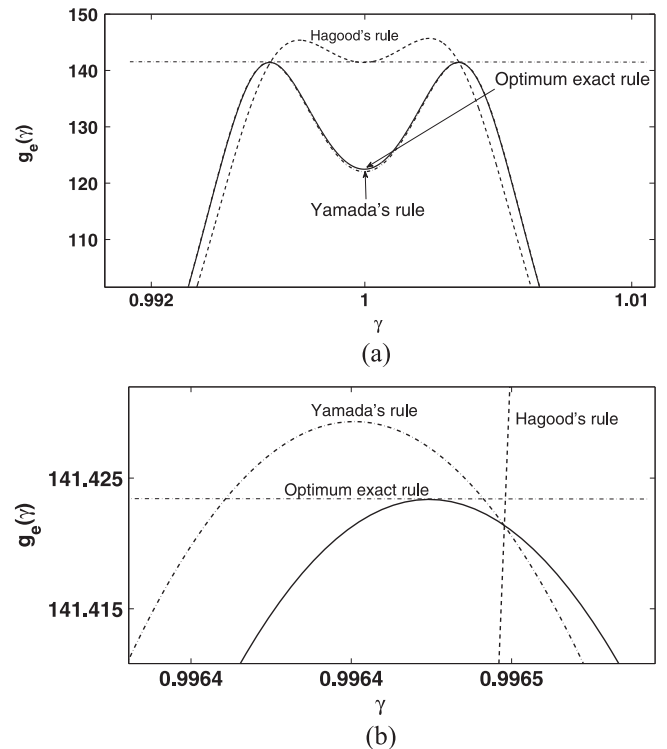 150
140
130
120
110
g_e(γ)
Hagood's rule
Optimum exact rule
Yamada's rule
0.992
1
1.01
γ
(a)
Yamada's rule
Hagood's rule
141.425
Optimum exact rule
g_e(γ)
141.415
0.9964
0.9964
0.9965
γ
(b)